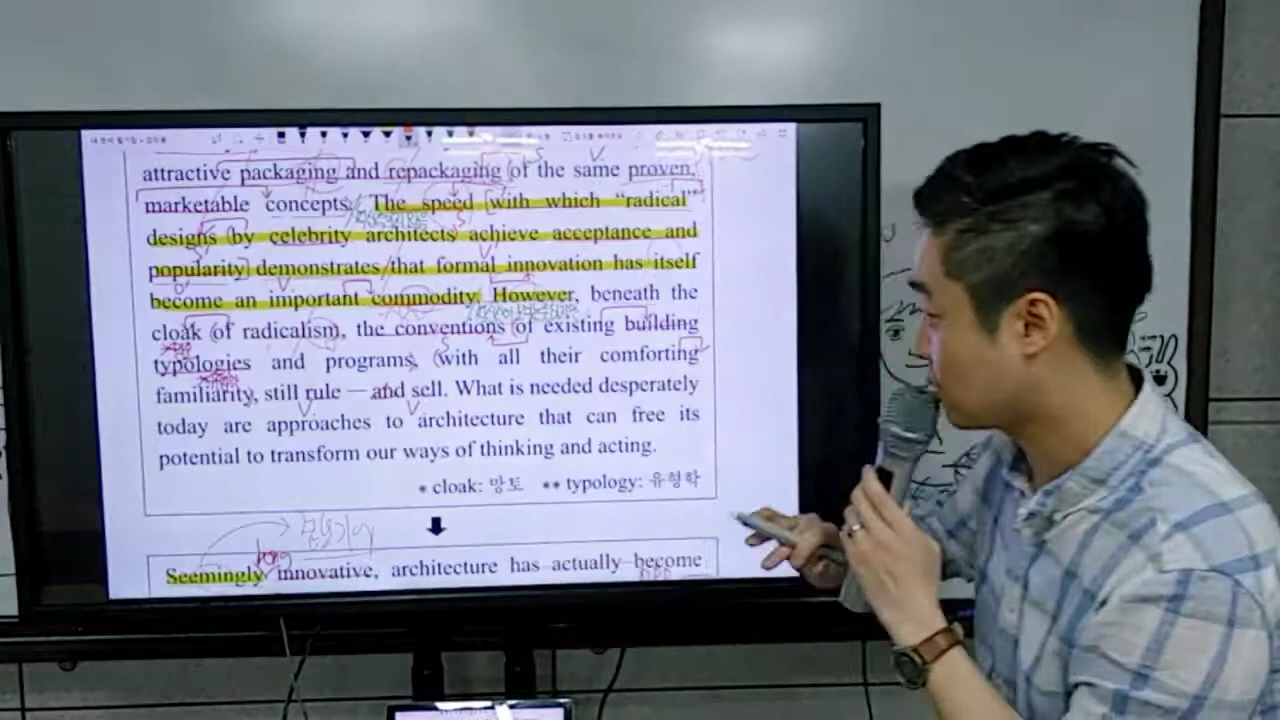 attractive packaging and repackaging of the same proven,
marketable concepts. The speed with which “radical”
designs by celebrity architects achieve acceptance and
popularity demonstrates that formal innovation has itself
become an important commodity. However, beneath the
cloak of radicalism, the conventions of existing building
typologies and programs, with all their comforting
familiarity, still rule — and sell. What is needed desperately
today are approaches to architecture that can free its
potential to transform our ways of thinking and acting.
* cloak: 망토 ** typology: 유형학
being
Seemingly innovative, architecture has actually become